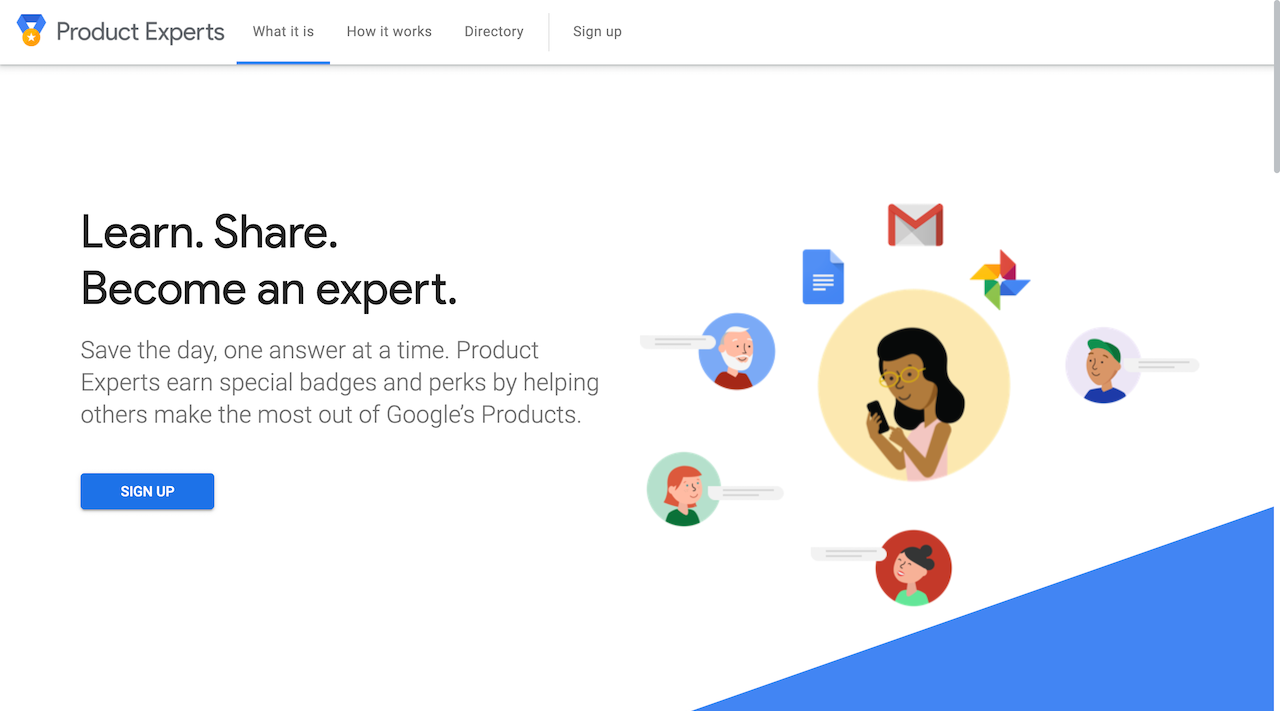 Product Experts
What it is
How it works
Directory
Sign up
Learn. Share.
Become an expert.
Save the day, one answer at a time. Product
Experts earn special badges and perks by helping
others make the most out of Google’s Products.
SIGN UP